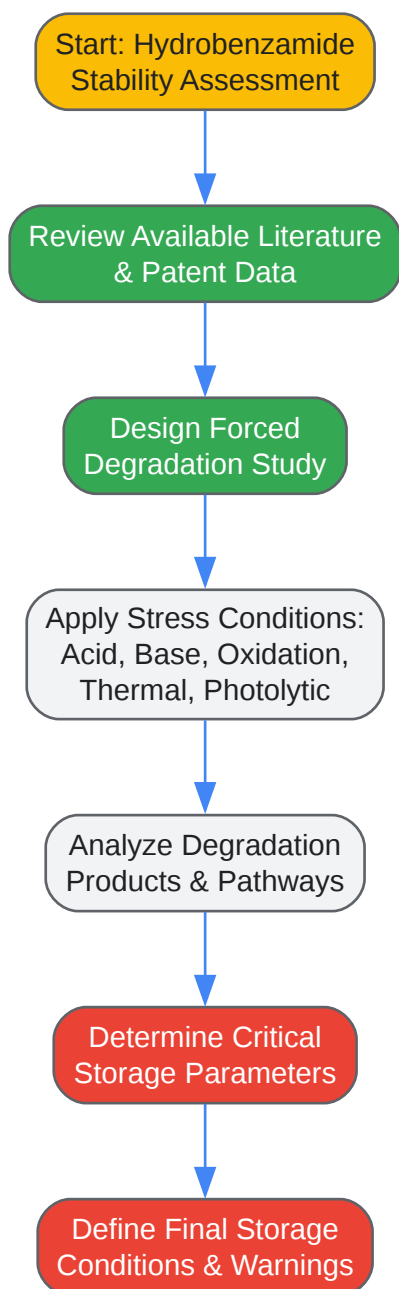 Start: Hydrobenzamide
Stability Assessment
Review Available Literature
& Patent Data
Design Forced
Degradation Study
Apply Stress Conditions:
Acid, Base, Oxidation,
Thermal, Photolytic
Analyze Degradation
Products & Pathways
Determine Critical
Storage Parameters
Define Final Storage
Conditions & Warnings